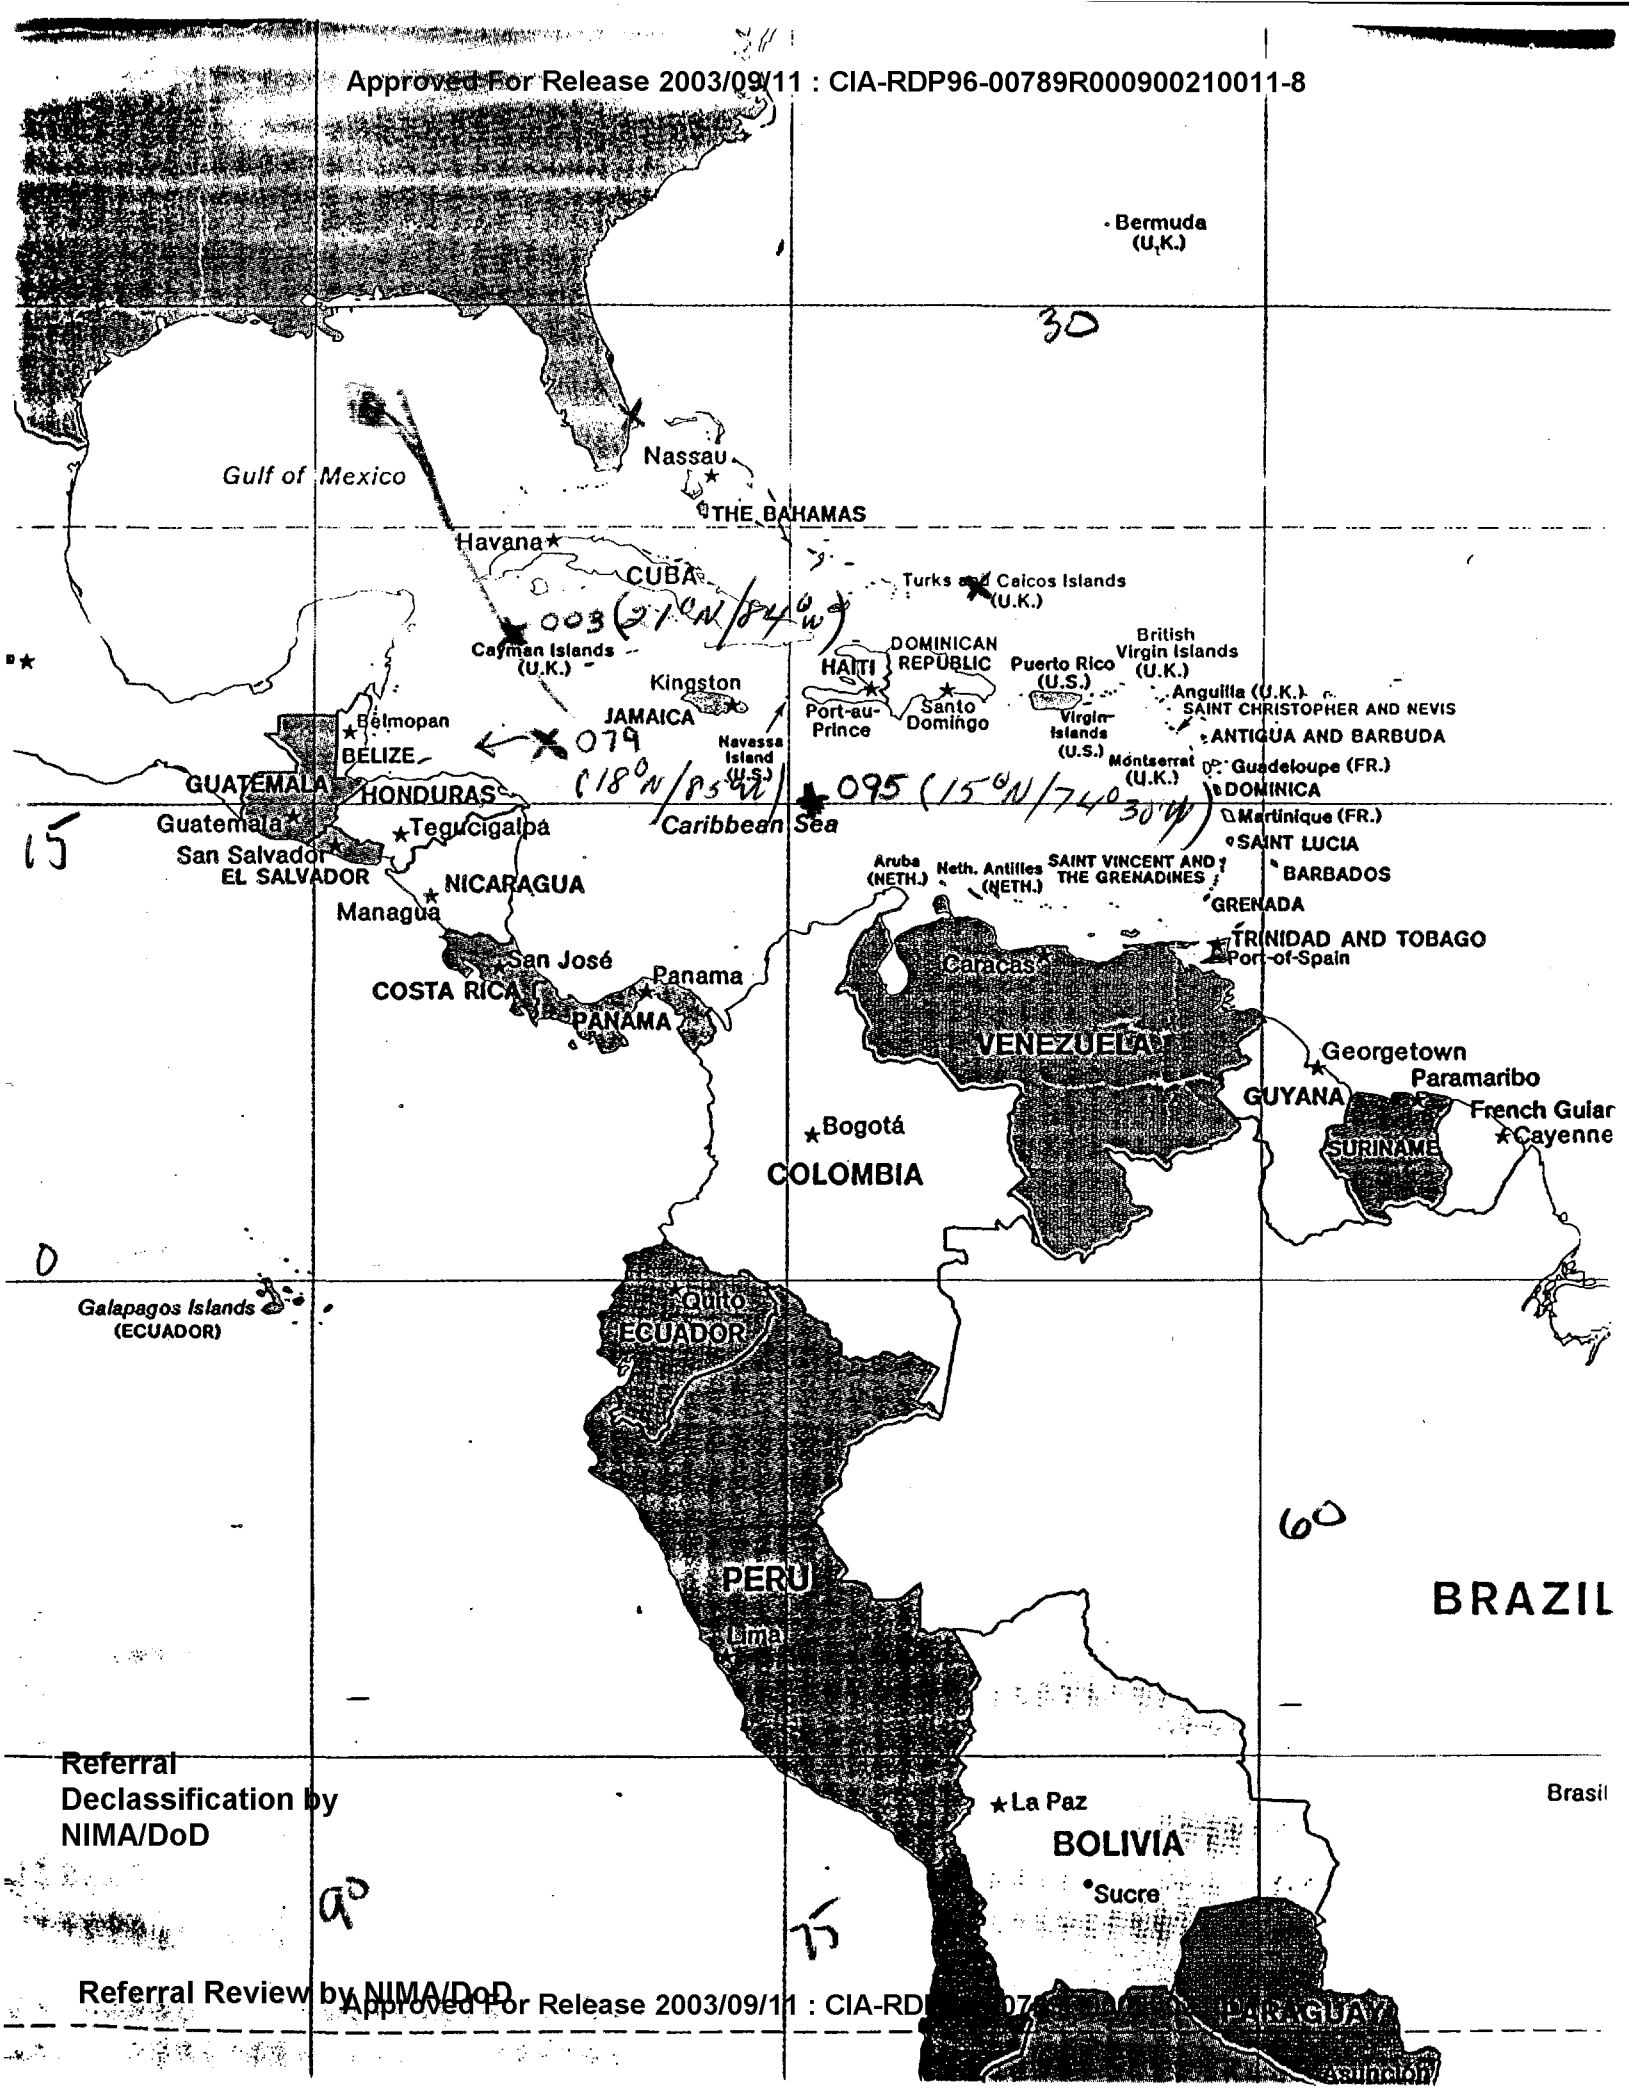 Approved For Release 2003/09/11 : CIA-RDP96-00789R000900210011-8
Bermuda
(U.K.)
30
Gulf of Mexico
Nassau
THE BAHAMAS
Havana
CUBA
Turks and Caicos Islands
(U.K.)
003 (21°N/84°W)
Cayman Islands
(U.K.)
HAITI
DOMINICAN
REPUBLIC
Puerto Rico
(U.S.)
British
Virgin Islands
(U.K.)
Kingston
JAMAICA
Port-au-
Prince
Santo
Domingo
Virgin
Islands
(U.S.)
Anguilla (U.K.)
SAINT CHRISTOPHER AND NEVIS
ANTIGUA AND BARBUDA
Belmopan
BELIZE
079
(18°N/83°W)
Navassa
Island
(U.S.)
Montserrat
(U.K.)
Guadeloupe (FR.)
DOMINICA
GUATEMALA
HONDURAS
095 (15°N/74°30'W)
Martinique (FR.)
Guatemala
Tegucigalpa
Caribbean Sea
15
San Salvador
EL SALVADOR
SAINT LUCIA
Aruba
(NETH.)
Neth. Antilles
(NETH.)
SAINT VINCENT AND
THE GRENADINES
BARBADOS
NICARAGUA
Managua
GRENADA
TRINIDAD AND TOBAGO
Port-of-Spain
San José
COSTA RICA
Panama
PANAMA
Caracas
VENEZUELA
Georgetown
GUYANA
Paramaribo
SURINAME
French Guiar
Cayenne
Bogotá
COLOMBIA
0
Galapagos Islands
(ECUADOR)
Quito
ECUADOR
60
PERU
Lima
BRAZIL
Referral
Declassification by
NIMA/DoD
La Paz
BOLIVIA
Sucre
Brasil
90
75
Referral Review by NIMA/DoD
Approved For Release 2003/09/11 : CIA-RD
PARAGUAY
Asunción